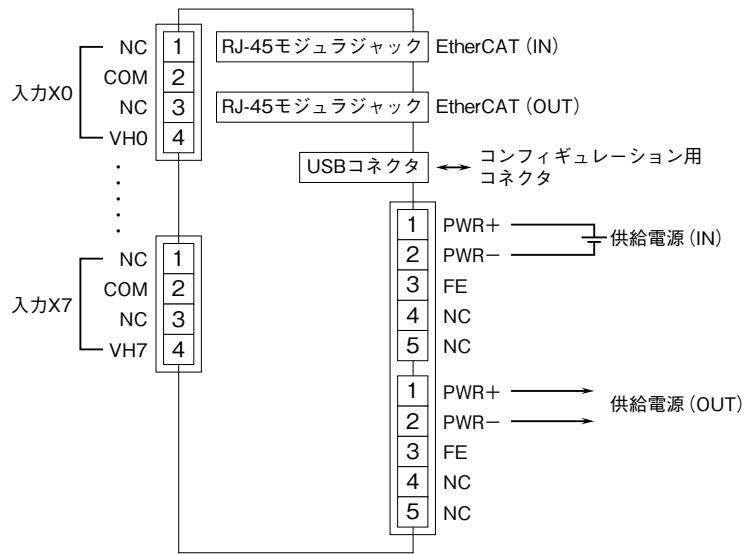 入力X0
NC 1
COM 2
NC 3
VH0 4
入力X7
NC 1
COM 2
NC 3
VH7 4
RJ-45モジュラジャック EtherCAT (IN)
RJ-45モジュラジャック EtherCAT (OUT)
USBコネクタ
コンフィギュレーション用
コネクタ
1 PWR+
2 PWR−
3 FE
4 NC
5 NC
供給電源 (IN)
1 PWR+
2 PWR−
3 FE
4 NC
5 NC
供給電源 (OUT)